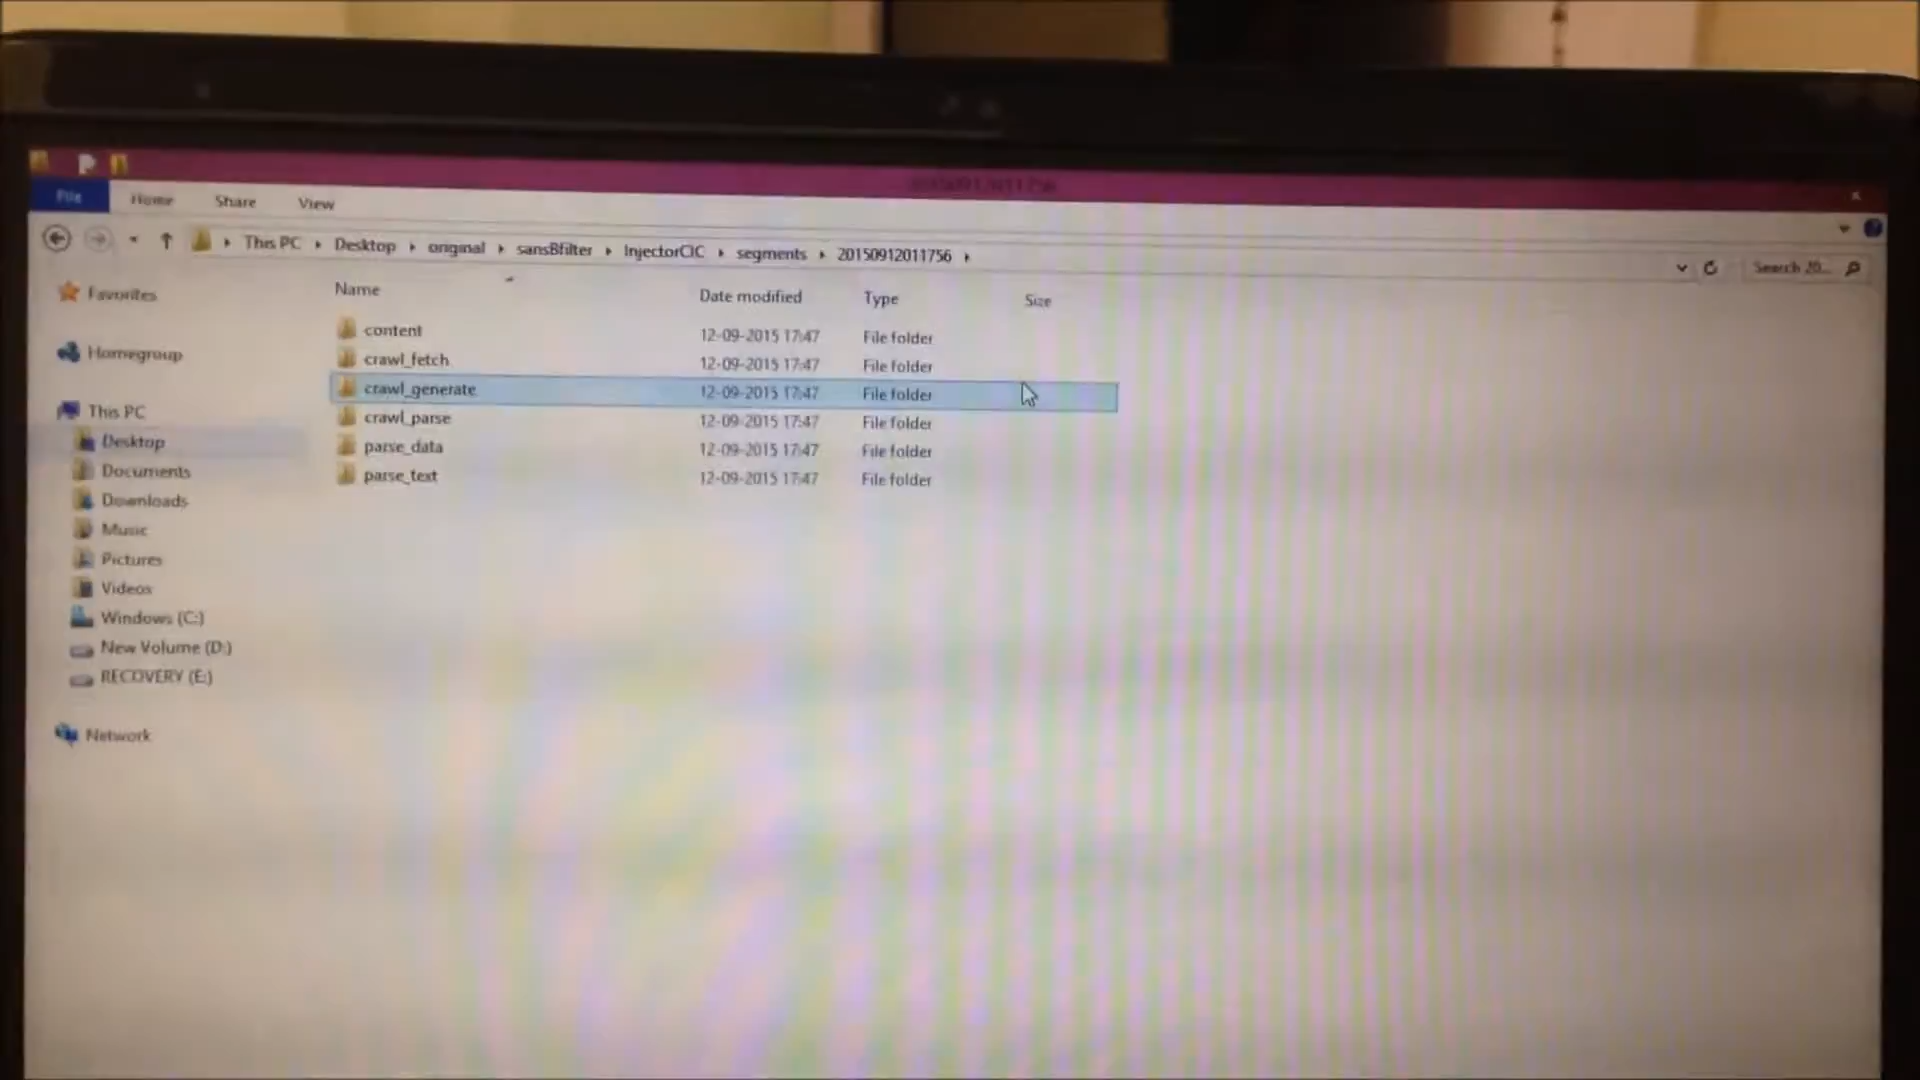 File Home Share View
This PC Desktop original sansBfilter InjectorCIC segments 20150912011756 Search 20...
Name Date modified Type Size
content 12-09-2015 17:47 File folder
crawl_fetch 12-09-2015 17:47 File folder
crawl_generate 12-09-2015 17:47 File folder
crawl_parse 12-09-2015 17:47 File folder
parse_data 12-09-2015 17:47 File folder
parse_text 12-09-2015 17:47 File folder
Favorites
Homegroup
This PC
Desktop
Documents
Downloads
Music
Pictures
Videos
Windows (C:)
New Volume (D:)
RECOVERY (E:)
Network